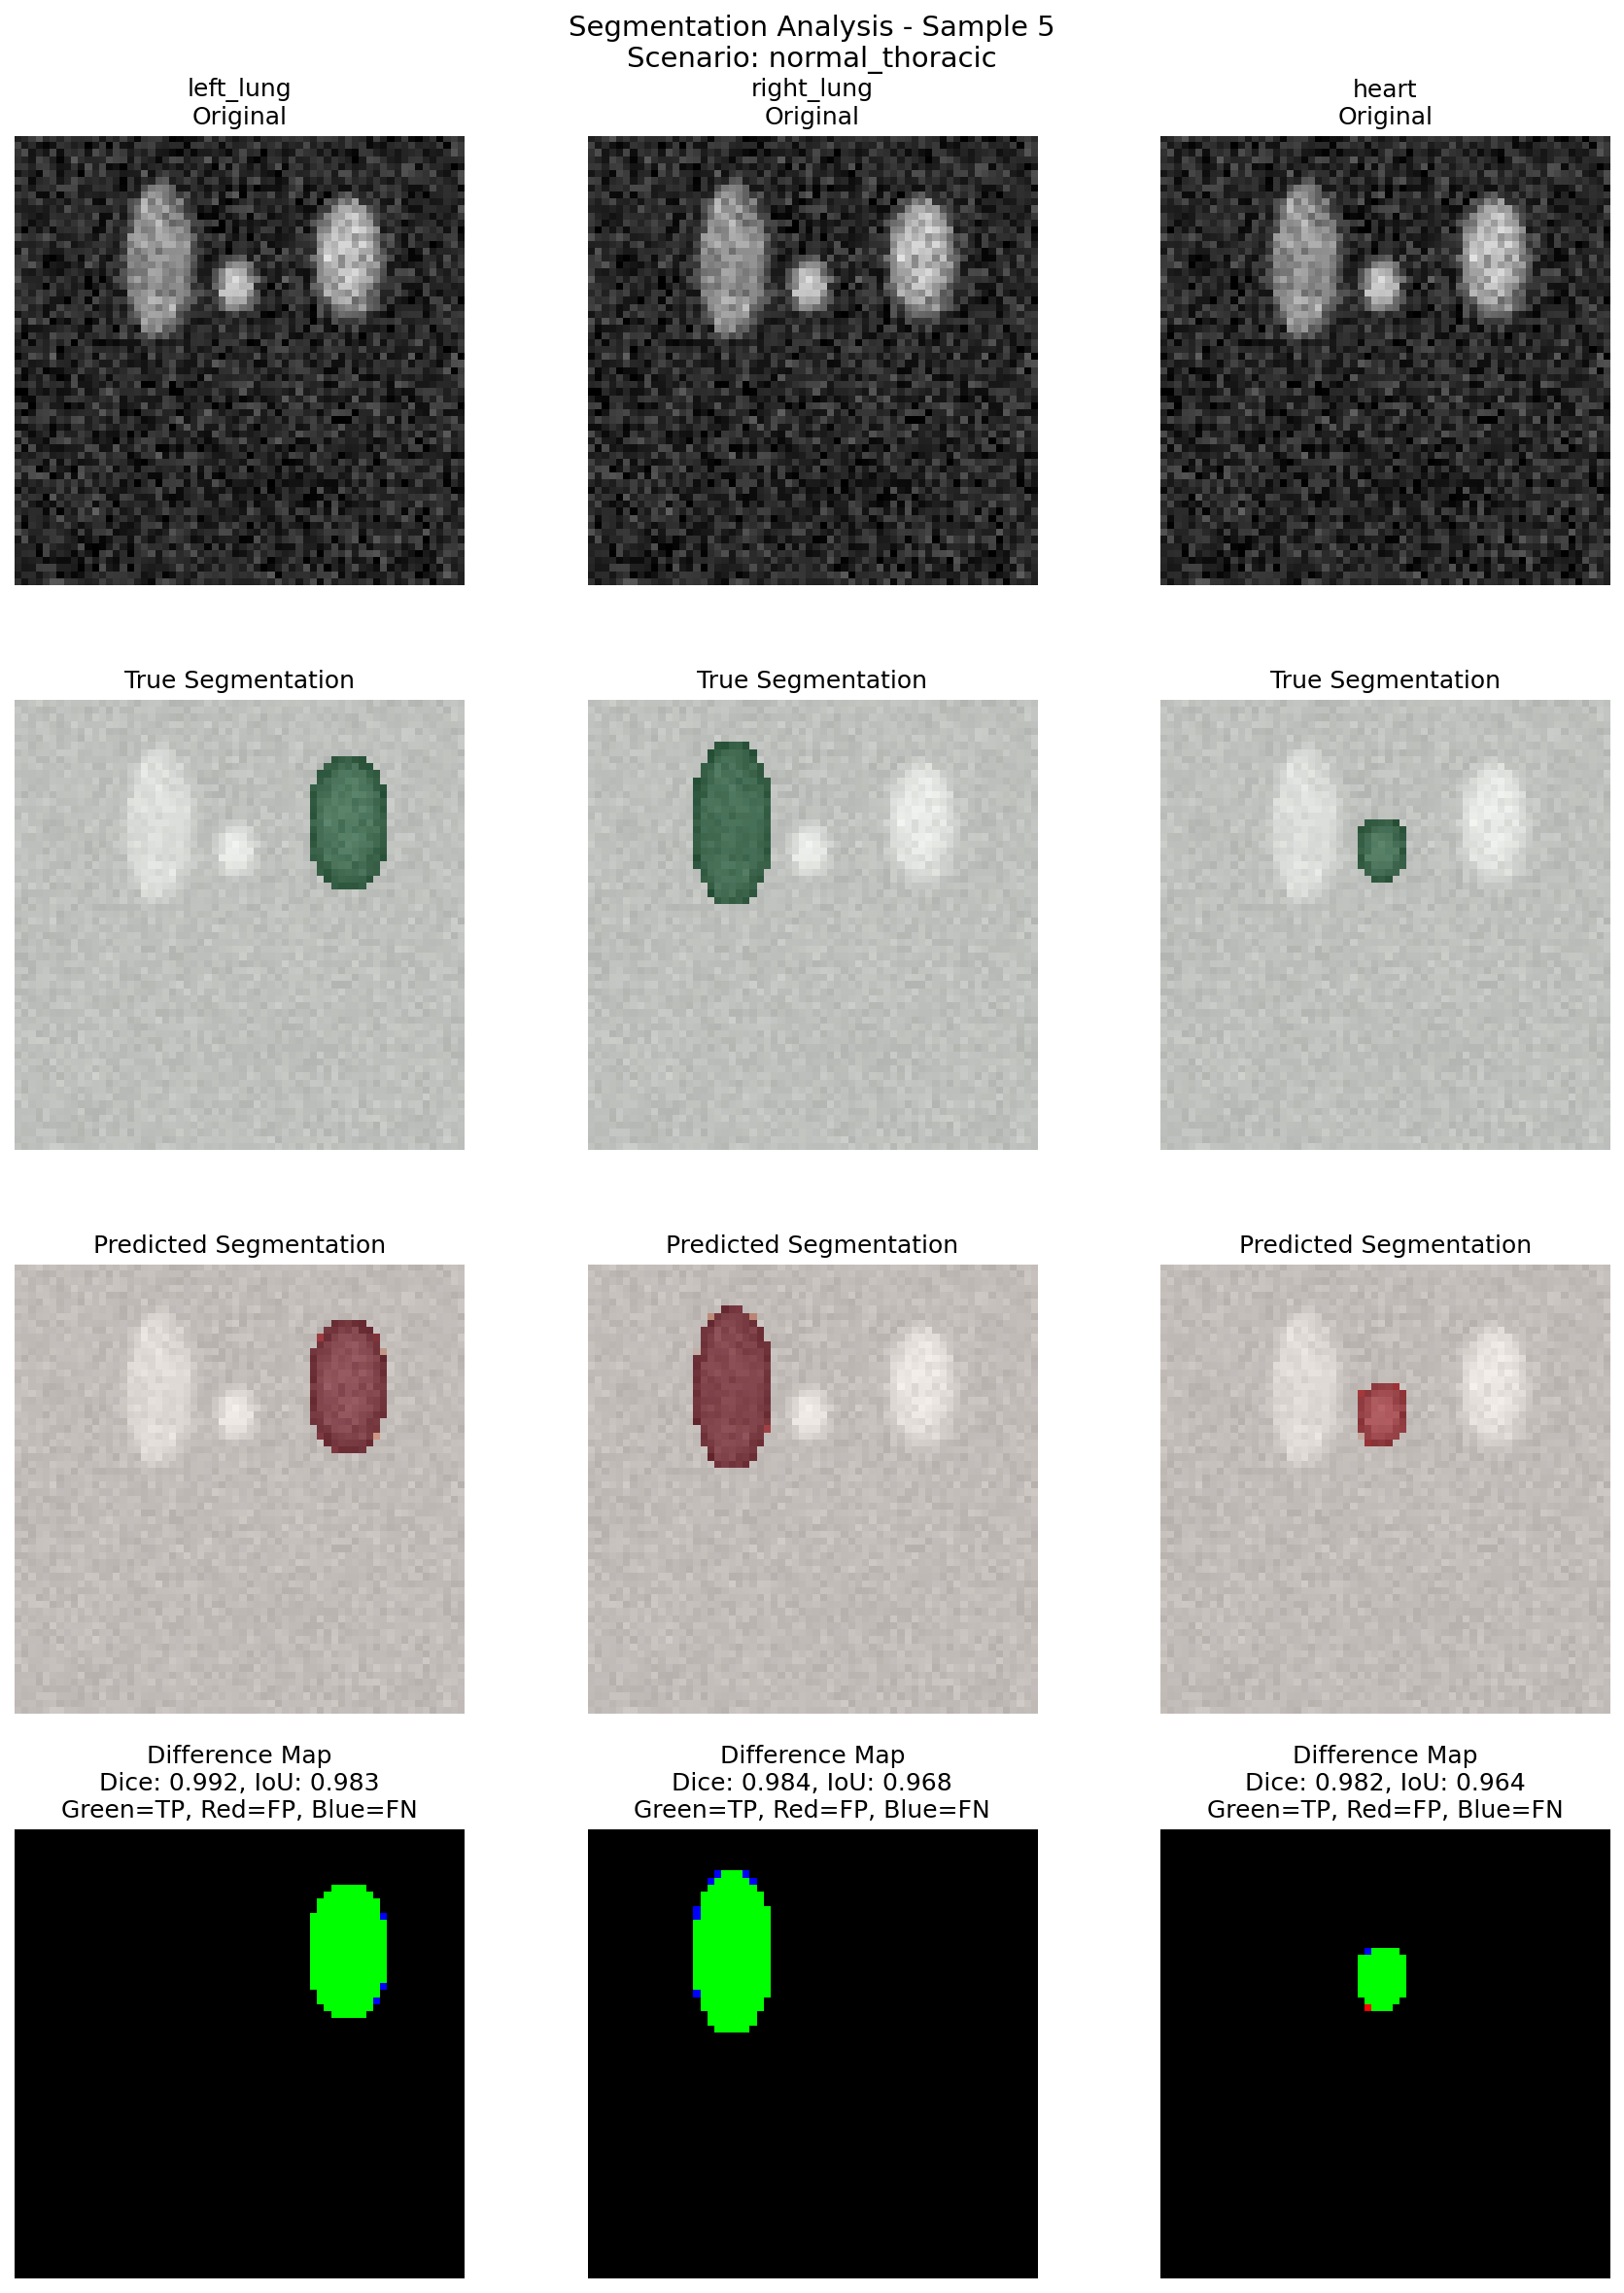 Segmentation Analysis - Sample 5
Scenario: normal_thoracic
left_lung
Original
right_lung
Original
heart
Original
True Segmentation
True Segmentation
True Segmentation
Predicted Segmentation
Predicted Segmentation
Predicted Segmentation
Difference Map
Dice: 0.992, IoU: 0.983
Green=TP, Red=FP, Blue=FN
Difference Map
Dice: 0.984, IoU: 0.968
Green=TP, Red=FP, Blue=FN
Difference Map
Dice: 0.982, IoU: 0.964
Green=TP, Red=FP, Blue=FN